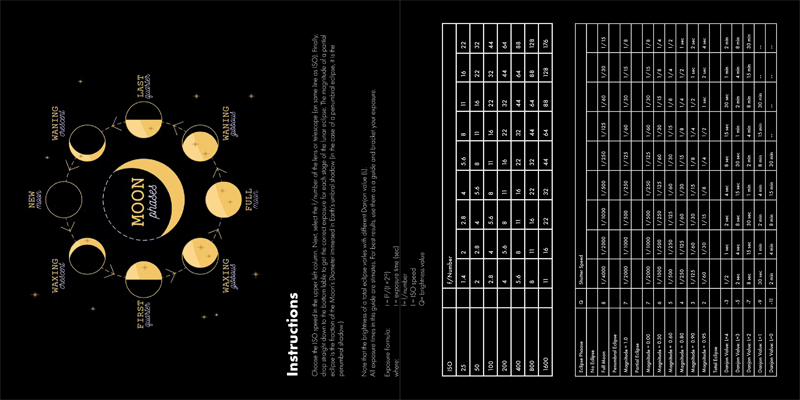 NEW
moon
WAXING
crescent
WANING
crescent
FIRST
quarter
MOON
phases
LAST
quarter
WAXING
gibbous
WANING
gibbous
FULL
moon
Instructions
Choose the ISO speed in the upper left column. Next, select the f/number of the lens or telescope (on same line as ISO). Finally,
drop straight down to the bottom table to get the correct exposure for each stage of the lunar eclipse. The magnitude of a partial
eclipse is the fraction of the Moon's Diameter immersed in Earth's umbral shadow (in the case of a penumbral eclipse, it is the
penumbral shadow.)
Note that the brightness of a total eclipse varies with different Danjon value (L).
All exposure times in this guide are stimates. For best results, use them as a guide and bracket your exposure.
Exposure Formula: t = f²/(I × 2^Q)
where: t = exposure time (sec)
f= f/number
I = ISO speed
Q= brightness value
ISO f/Number
25 1.4 2 2.8 4 5.6 8 11 16 22
50 2 2.8 4 5.6 8 11 16 22 32
100 2.8 4 5.6 8 11 16 22 32 44
200 4 5.6 8 11 16 22 32 44 64
400 5.6 8 11 16 22 32 44 64 88
800 8 11 16 22 32 44 64 88 128
1600 11 16 22 32 44 64 88 128 176
Eclipse Phease Q Shutter Speed
No Eclipse
Full Moon 8 1/4000 1/2000 1/1000 1/500 1/250 1/125 1/60 1/30 1/15
Penumbral Eclipse
Magnitude = 1.0 7 1/2000 1/1000 1/500 1/250 1/125 1/60 1/30 1/15 1/8
Partial Eclipse
Magnitude = 0.00 7 1/2000 1/1000 1/500 1/250 1/125 1/60 1/30 1/15 1/8
Magnitude = 0.30 6 1/1000 1/500 1/250 1/125 1/60 1/30 1/15 1/8 1/4
Magnitude = 0.60 5 1/500 1/250 1/125 1/60 1/30 1/15 1/8 1/4 1/2
Magnitude = 0.80 4 1/250 1/125 1/60 1/30 1/15 1/8 1/4 1/2 1 sec
Magnitude = 0.90 3 1/125 1/60 1/30 1/15 1/8 1/4 1/2 1 sec 2 sec
Magnitude = 0.95 2 1/60 1/30 1/15 1/8 1/4 1/2 1 sec 2 sec 4 sec
Total Eclipse
Danjon Value: L=4 -3 1/2 1 sec 2 sec 4 sec 8 sec 15 sec 30 sec 1 min 2 min
Danjon Value: L=3 -5 2 sec 4 sec 8 sec 15 sec 30 sec 1 min 2 min 4 min 8 min
Danjon Value: L=2 -7 8 sec 15 sec 30 sec 1 min 2 min 4 min 8 min 15 min 30 min
Danjon Value: L=1 -9 30 sec 1 min 2 min 4 min 8 min 15 min 30 min -- --
Danjon Value: L=0 -11 2 min 4 min 8 min 15 min 30 min -- -- -- --